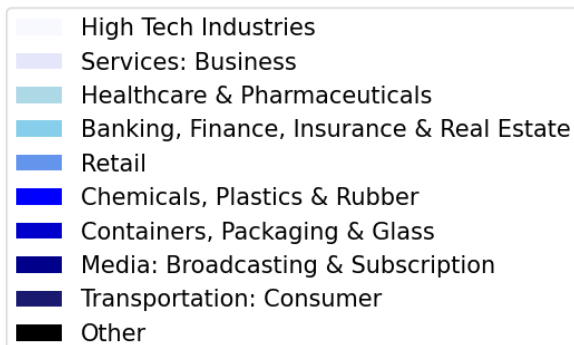 High Tech Industries
Services: Business
Healthcare & Pharmaceuticals
Banking, Finance, Insurance & Real Estate
Retail
Chemicals, Plastics & Rubber
Containers, Packaging & Glass
Media: Broadcasting & Subscription
Transportation: Consumer
Other